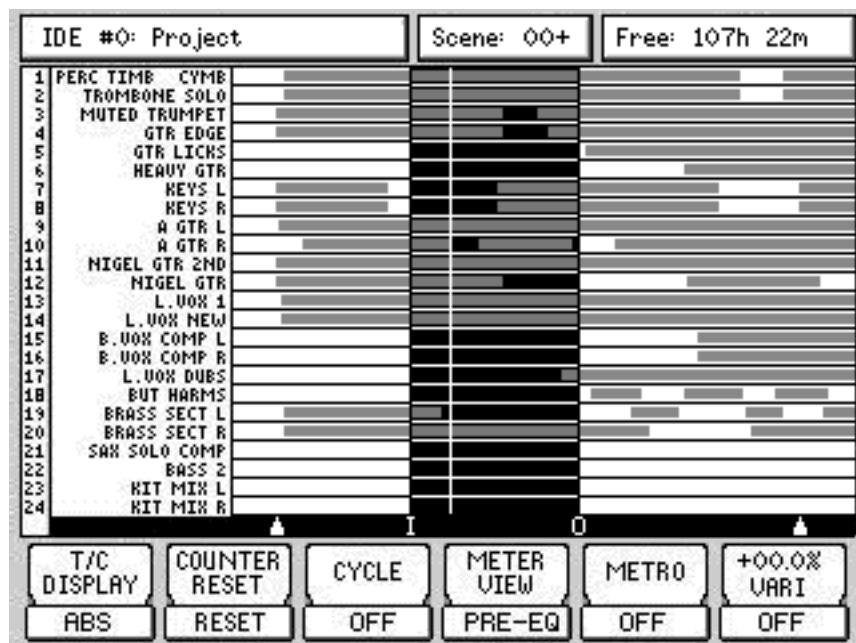 IDE #0: Project
Scene: 00+
Free: 107h 22m
1 PERC TIMB CYMB
2 TROMBONE SOLO
3 MUTED TRUMPET
4 GTR EDGE
5 GTR LICKS
6 HEAVY GTR
7 KEYS L
8 KEYS R
9 A GTR L
10 A GTR R
11 NIGEL GTR 2ND
12 NIGEL GTR
13 L.VOX 1
14 L.VOX NEW
15 B.VOX COMP L
16 B.VOX COMP R
17 L.VOX DUBS
18 BUT HARMS
19 BRASS SECT L
20 BRASS SECT R
21 SAX SOLO COMP
22 BASS 2
23 KIT MIX L
24 KIT MIX R
I O
T/C DISPLAY
ABS
COUNTER RESET
RESET
CYCLE
OFF
METER VIEW
PRE-EQ
METRO
OFF
+00.0% VARI
OFF